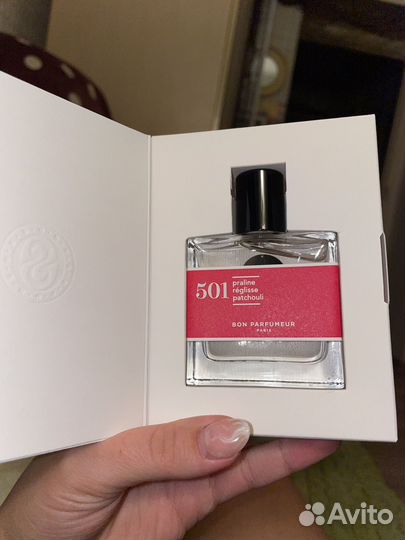 501
praline
réglisse
patchouli
BON PARFUMEUR
PARIS
Avito